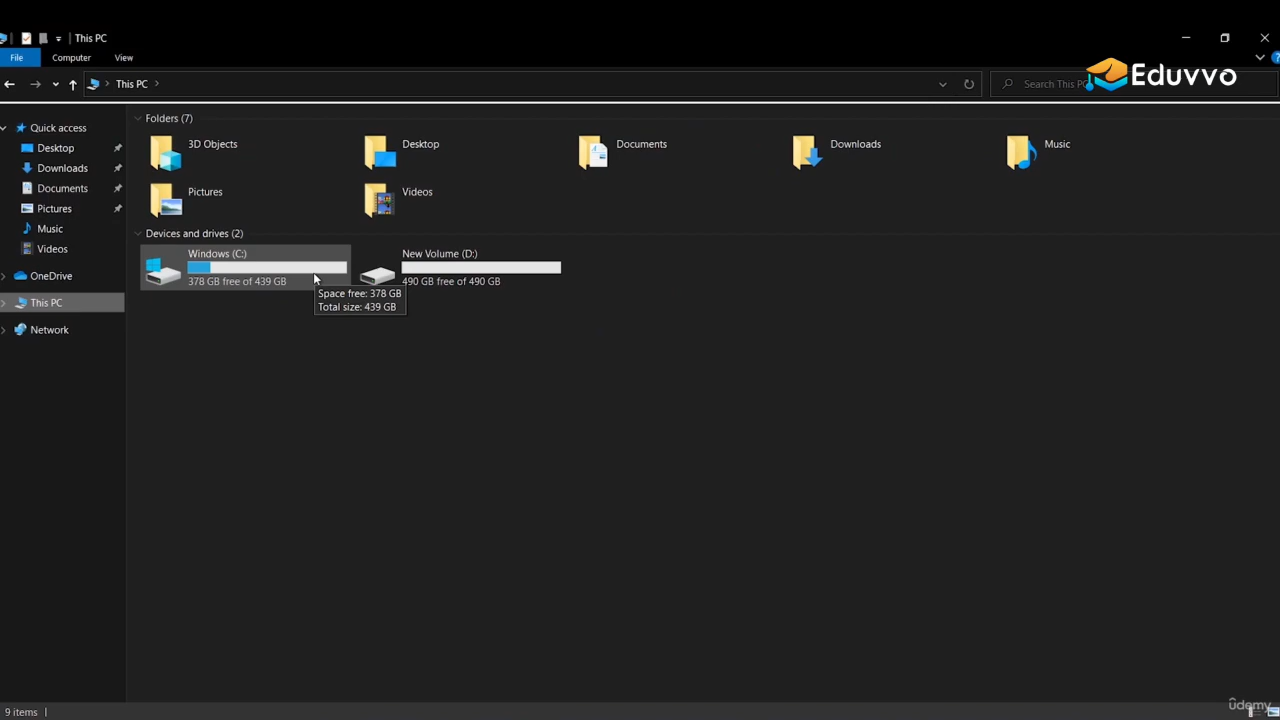 This PC
File Computer View
This PC
Search This PC
Eduvvo
Quick access
Desktop
Downloads
Documents
Pictures
Music
Videos
OneDrive
This PC
Network
Folders (7)
3D Objects
Desktop
Documents
Downloads
Music
Pictures
Videos
Devices and drives (2)
Windows (C:)
378 GB free of 439 GB
New Volume (D:)
490 GB free of 490 GB
Space free: 378 GB
Total size: 439 GB
9 items
udemy